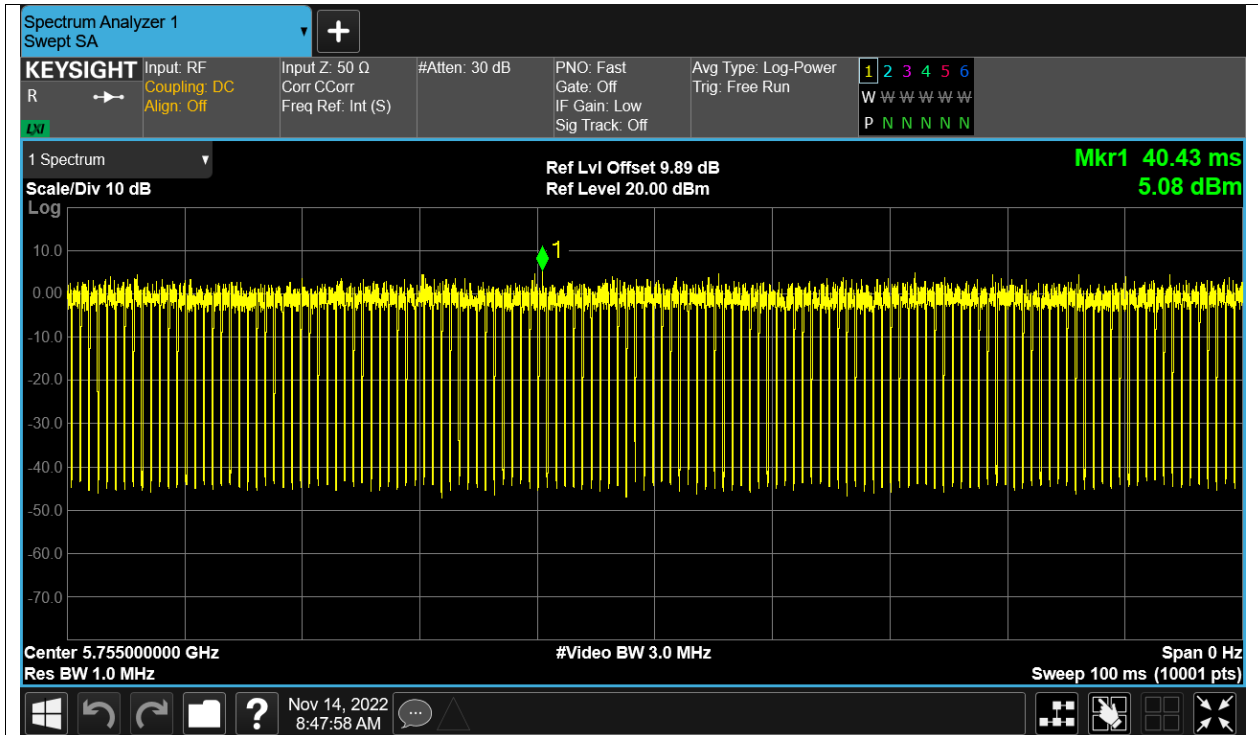 Spectrum Analyzer 1
Swept SA
+
KEYSIGHT
R
LXI
Input: RF
Coupling: DC
Align: Off
Input Z: 50 Ω
Corr CCorr
Freq Ref: Int (S)
#Atten: 30 dB
PNO: Fast
Gate: Off
IF Gain: Low
Sig Track: Off
Avg Type: Log-Power
Trig: Free Run
1 2 3 4 5 6
W W W W W W
P N N N N N
1 Spectrum
Scale/Div 10 dB
Log
Ref Lvl Offset 9.89 dB
Ref Level 20.00 dBm
Mkr1 40.43 ms
5.08 dBm
1
10.0
0.00
-10.0
-20.0
-30.0
-40.0
-50.0
-60.0
-70.0
Center 5.755000000 GHz
Res BW 1.0 MHz
#Video BW 3.0 MHz
Span 0 Hz
Sweep 100 ms (10001 pts)
?
Nov 14, 2022
8:47:58 AM